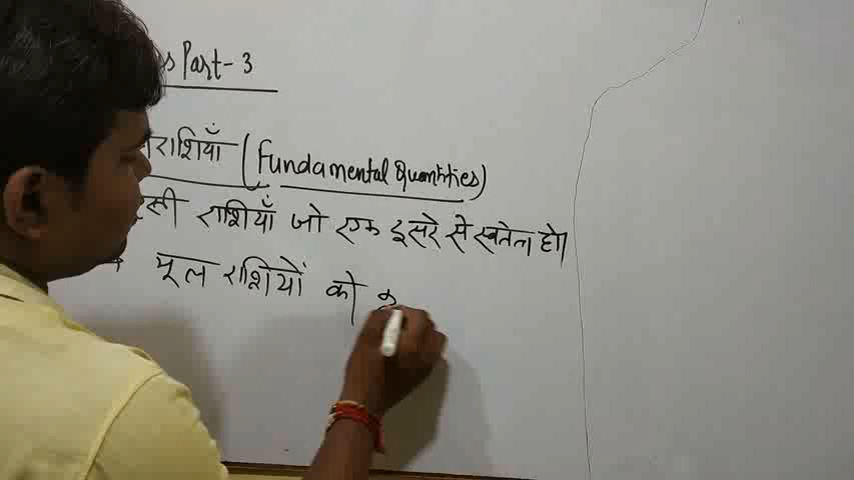 Part-3
राशियाँ (Fundamental Quantities)
राशियाँ जो एक दूसरे से स्वतंत्र हो।
मूल राशियों को